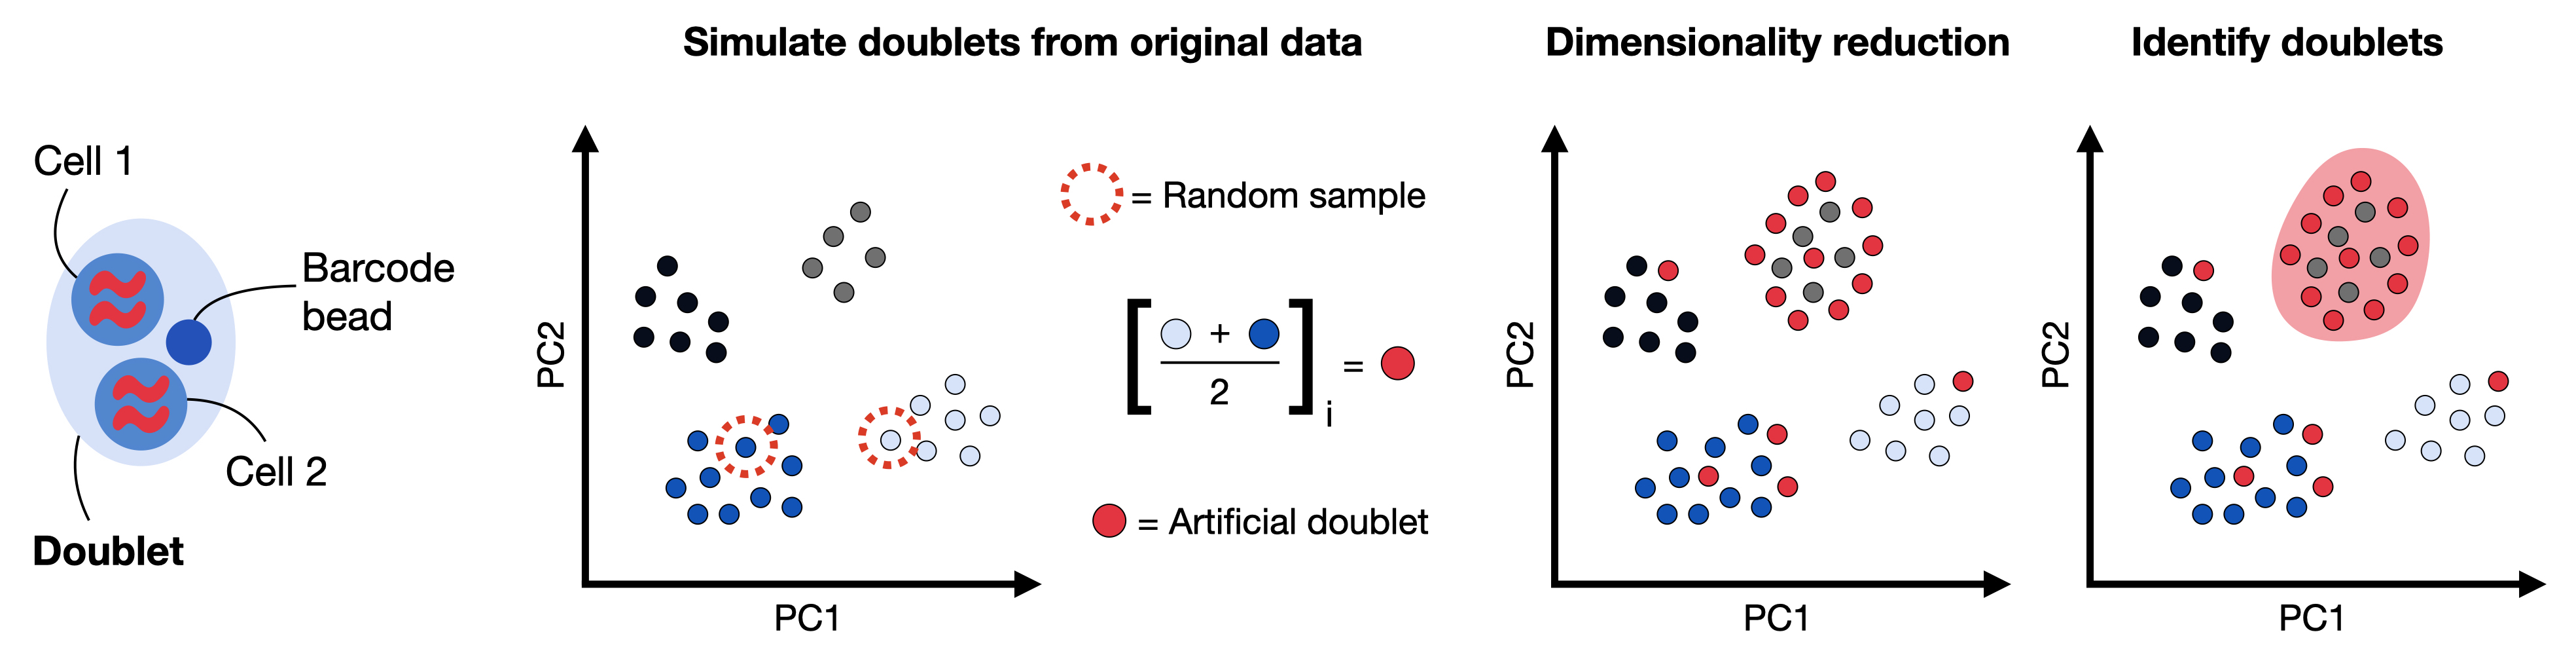 Simulate doublets from original data
Dimensionality reduction
Identify doublets
Cell 1
Barcode
bead
Cell 2
Doublet
PC2
PC1
= Random sample
+
2
i
=
= Artificial doublet
PC2
PC1
PC2
PC1